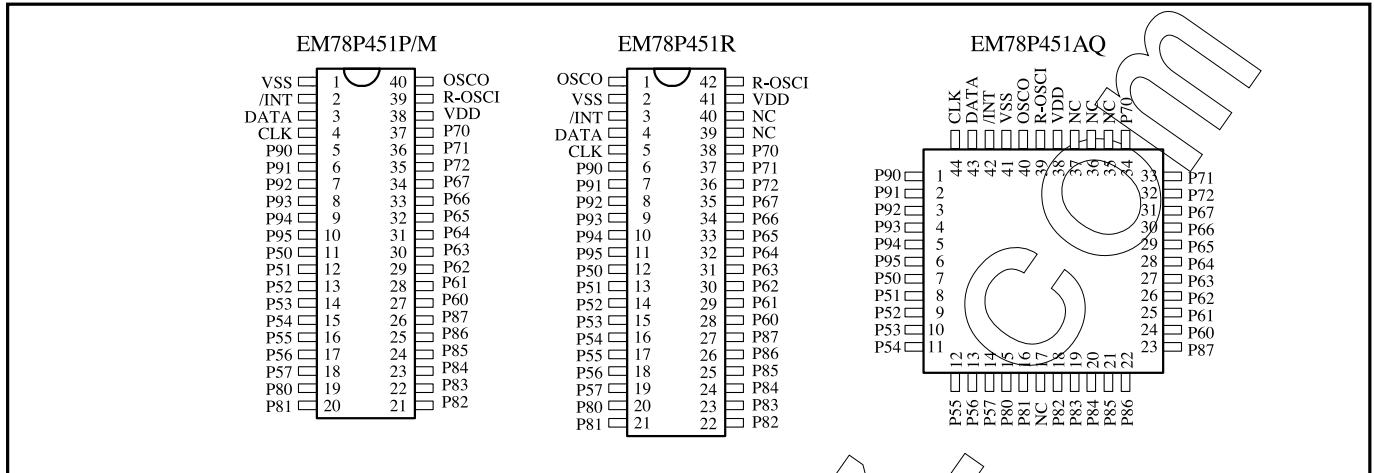 EM78P451P/M
VSS 1 40 OSCO
/INT 2 39 R-OSCI
DATA 3 38 VDD
CLK 4 37 P70
P90 5 36 P71
P91 6 35 P72
P92 7 34 P67
P93 8 33 P66
P94 9 32 P65
P95 10 31 P64
P50 11 30 P63
P51 12 29 P62
P52 13 28 P61
P53 14 27 P60
P54 15 26 P87
P55 16 25 P86
P56 17 24 P85
P57 18 23 P84
P80 19 22 P83
P81 20 21 P82
EM78P451R
OSCO 1 42 R-OSCI
VSS 2 41 VDD
/INT 3 40 NC
DATA 4 39 NC
CLK 5 38 P70
P90 6 37 P71
P91 7 36 P72
P92 8 35 P67
P93 9 34 P66
P94 10 33 P65
P95 11 32 P64
P50 12 31 P63
P51 13 30 P62
P52 14 29 P61
P53 15 28 P60
P54 16 27 P87
P55 17 26 P86
P56 18 25 P85
P57 19 24 P84
P80 20 23 P83
P81 21 22 P82
EM78P451AQ
CLK DATA /INT VSS OSCO R-OSCI VDD NC NC NC P70
44 43 42 41 40 39 38 37 36 35 34
P90 1 33 P71
P91 2 32 P72
P92 3 31 P67
P93 4 30 P66
P94 5 29 P65
P95 6 28 P64
P50 7 27 P63
P51 8 26 P62
P52 9 25 P61
P53 10 24 P60
P54 11 23 P87
12 13 14 15 16 17 18 19 20 21 22
P55 P56 P57 P80 P81 NC P82 P83 P84 P85 P86
com